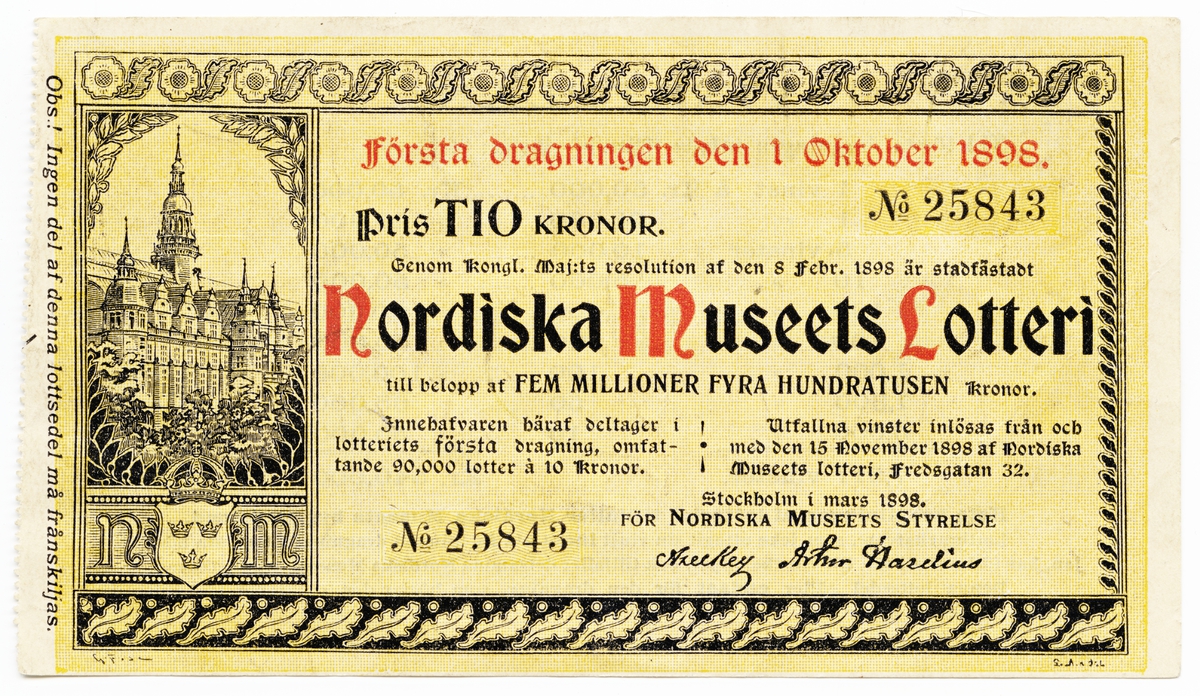 Obs.! Ingen del af denna lottsedel må frånskiljas.
Första dragningen den 1 Oktober 1898.
Pris TIO KRONOR.
No 25843
Genom Kongl. Maj:ts resolution af den 8 Febr. 1898 är stadfästadt
Nordiska Museets Lotteri
till belopp af FEM MILLIONER FYRA HUNDRATUSEN Kronor.
Innehafvaren häraf deltager i
lotteriets första dragning, omfat-
tande 90,000 lotter à 10 Kronor.
Utfallna vinster inlösas från och
med den 15 November 1898 af Nordiska
Museets lotteri, Fredsgatan 32.
Stockholm i mars 1898.
FÖR NORDISKA MUSEETS STYRELSE
No 25843
Axel Key Artur Hazelius
N M